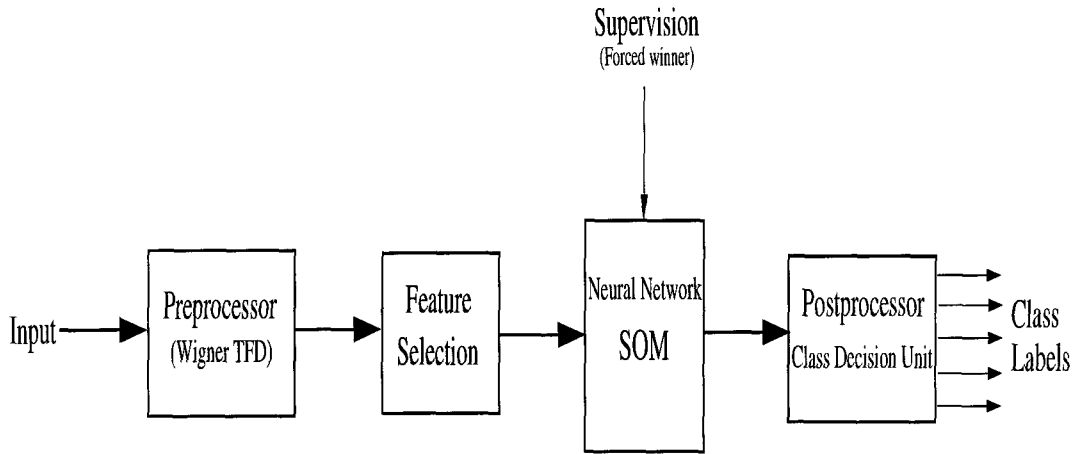 Supervision
(Forced winner)
Input
Preprocessor
(Wigner TFD)
Feature
Selection
Neural Network
SOM
Postprocessor
Class Decision Unit
Class
Labels